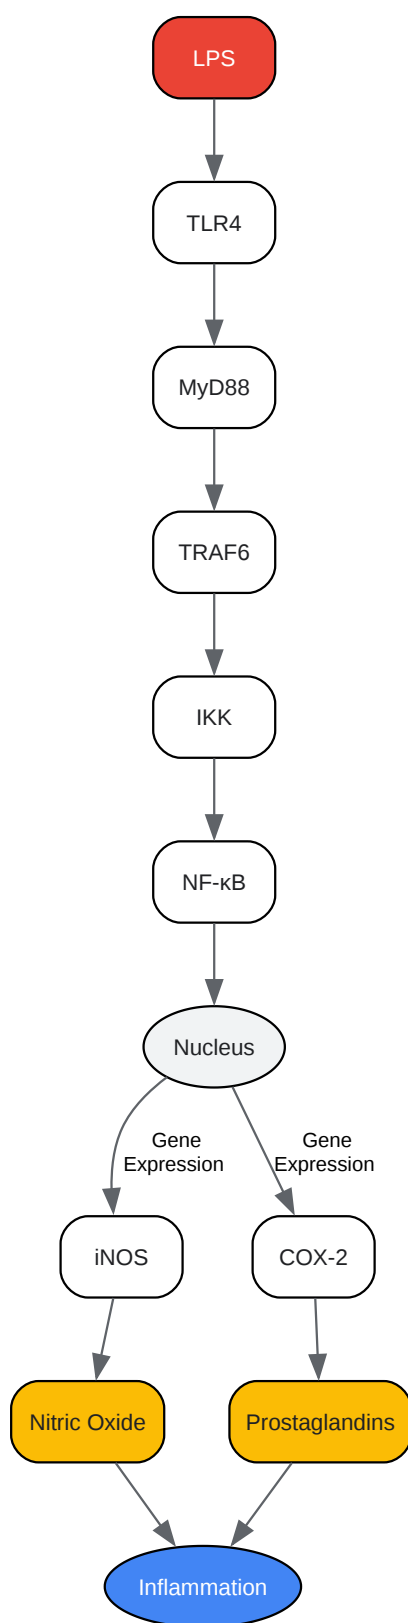 LPS
TLR4
MyD88
TRAF6
IKK
NF-κB
Nucleus
Gene
Expression
Gene
Expression
iNOS
COX-2
Nitric Oxide
Prostaglandins
Inflammation